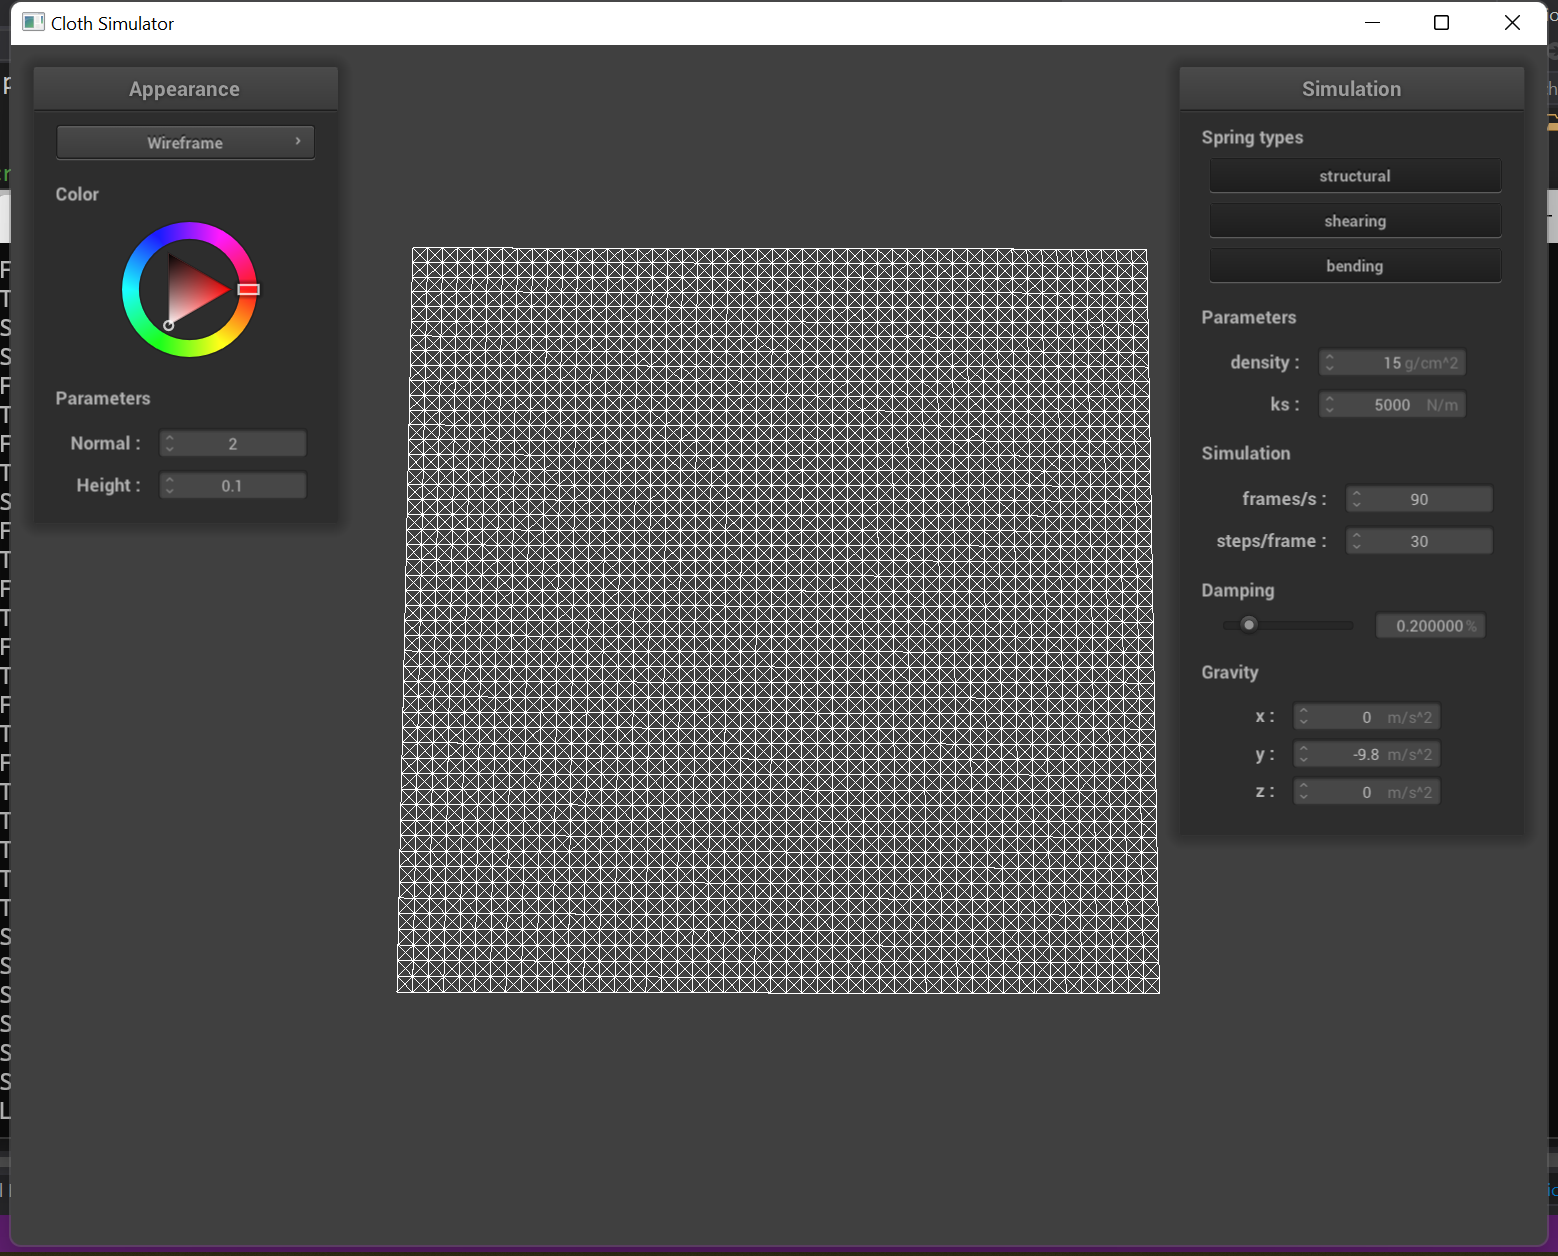 Cloth Simulator
Appearance
Wireframe
Color
Parameters
Normal : 2
Height : 0.1
Simulation
Spring types
structural
shearing
bending
Parameters
density : 15 g/cm^2
ks : 5000 N/m
Simulation
frames/s : 90
steps/frame : 30
Damping
0.200000 %
Gravity
x : 0 m/s^2
y : -9.8 m/s^2
z : 0 m/s^2